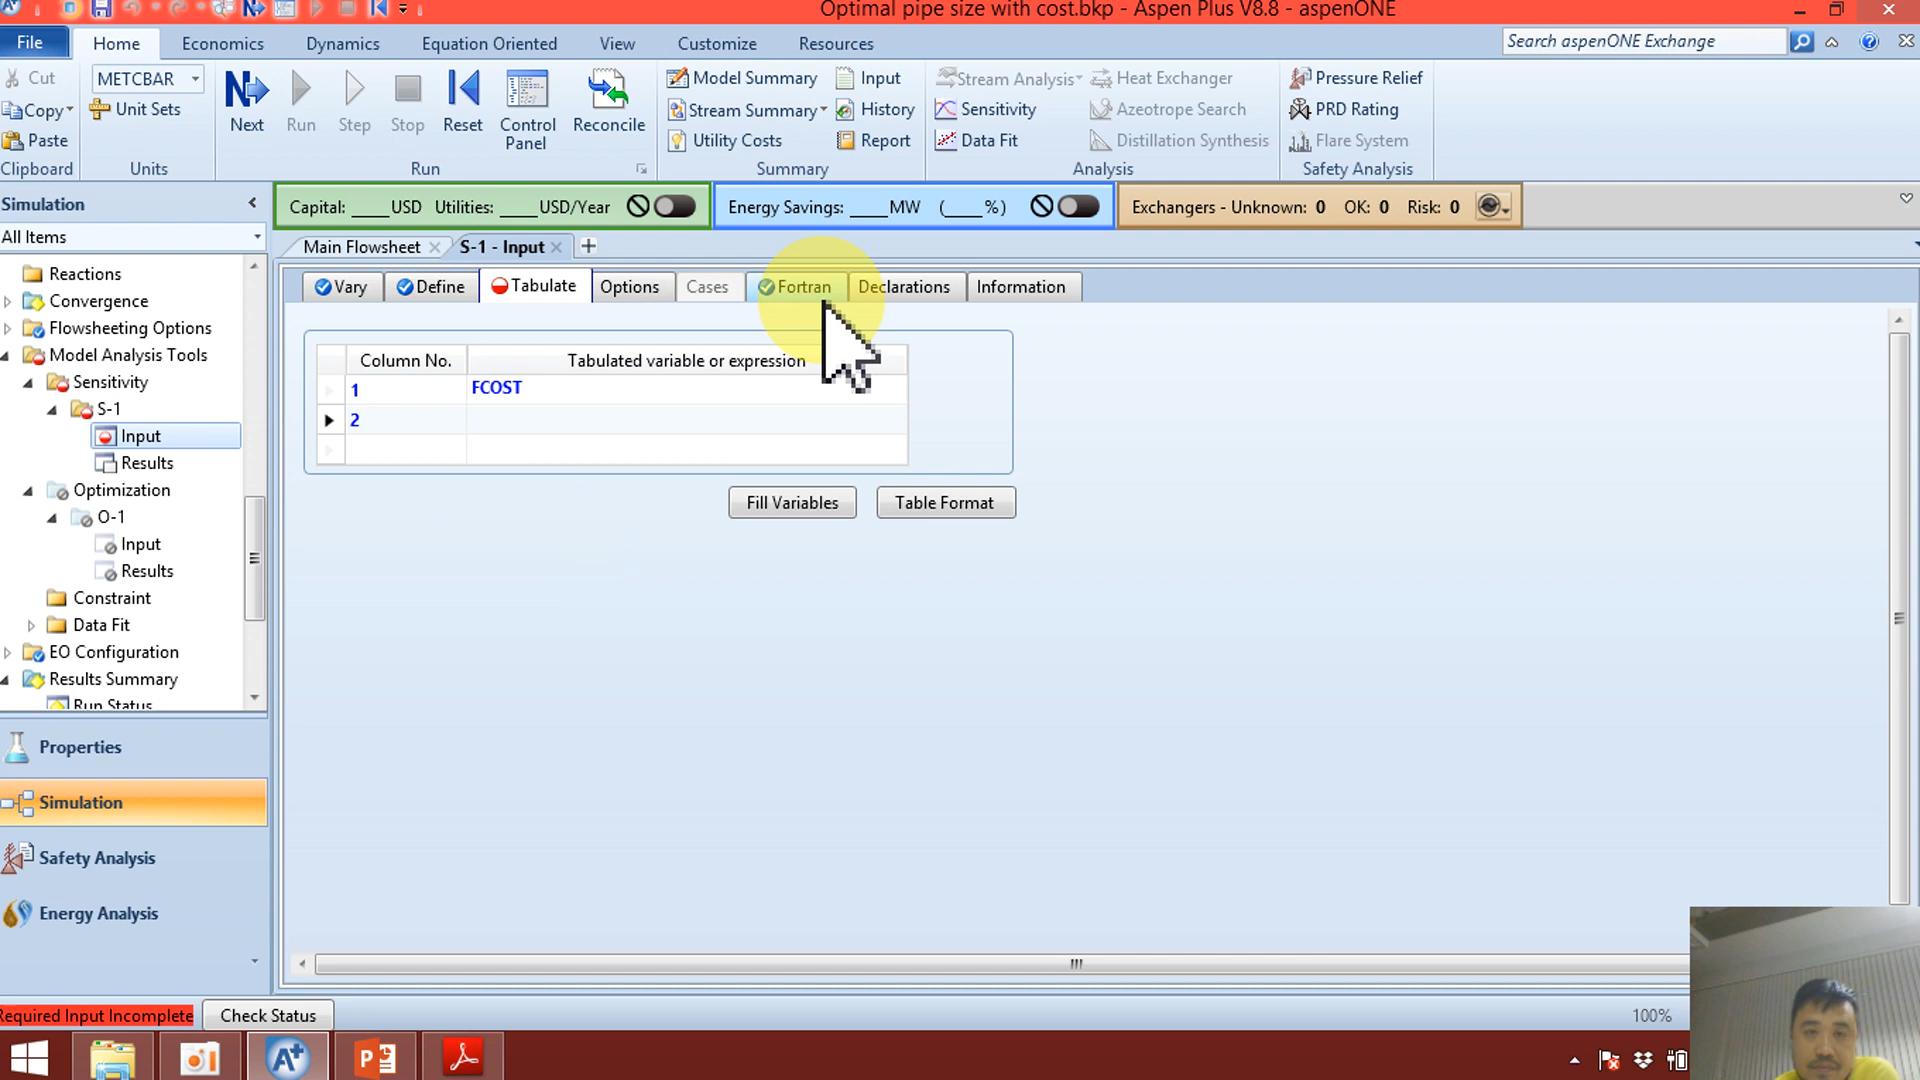 Optimal pipe size with cost.bkp - Aspen Plus V8.8 - aspenONE
File Home Economics Dynamics Equation Oriented View Customize Resources Search aspenONE Exchange
Cut METCBAR Next Run Step Stop Reset Control Panel Reconcile Model Summary Input Stream Analysis Heat Exchanger Pressure Relief
Copy Unit Sets Stream Summary History Sensitivity Azeotrope Search PRD Rating
Paste Utility Costs Report Data Fit Distillation Synthesis Flare System
Clipboard Units Run Summary Analysis Safety Analysis
Simulation
Capital: ____USD Utilities: ____USD/Year Energy Savings: ____MW (____%) Exchangers - Unknown: 0 OK: 0 Risk: 0
All Items
Main Flowsheet S-1 - Input
Vary Define Tabulate Options Cases Fortran Declarations Information
Reactions
Convergence
Flowsheeting Options
Model Analysis Tools
Sensitivity
S-1
Input
Results
Optimization
O-1
Input
Results
Constraint
Data Fit
EO Configuration
Results Summary
Run Status
Column No. Tabulated variable or expression
1 FCOST
2
Fill Variables Table Format
Properties
Simulation
Safety Analysis
Energy Analysis
Required Input Incomplete Check Status 100%